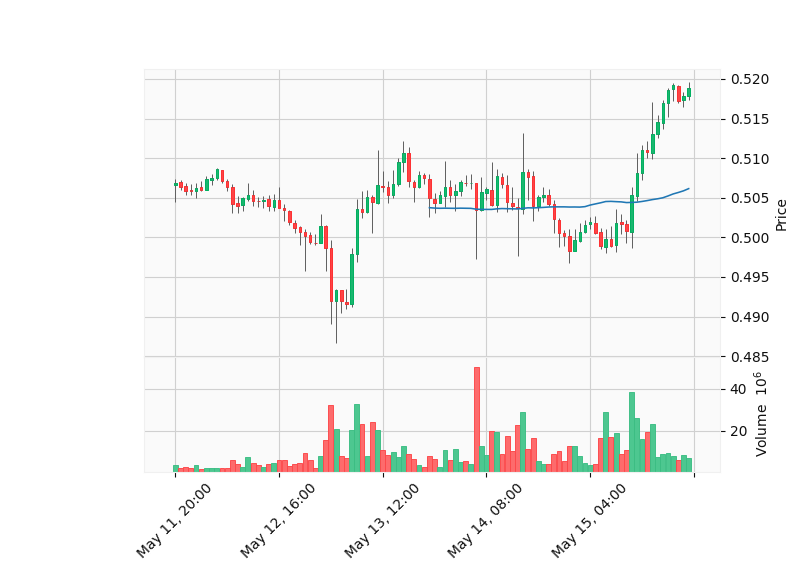 0.520
0.515
0.510
0.505
0.500
0.495
0.490
0.485
Price
40
20
Volume 10⁶
May 11, 20:00
May 12, 16:00
May 13, 12:00
May 14, 08:00
May 15, 04:00